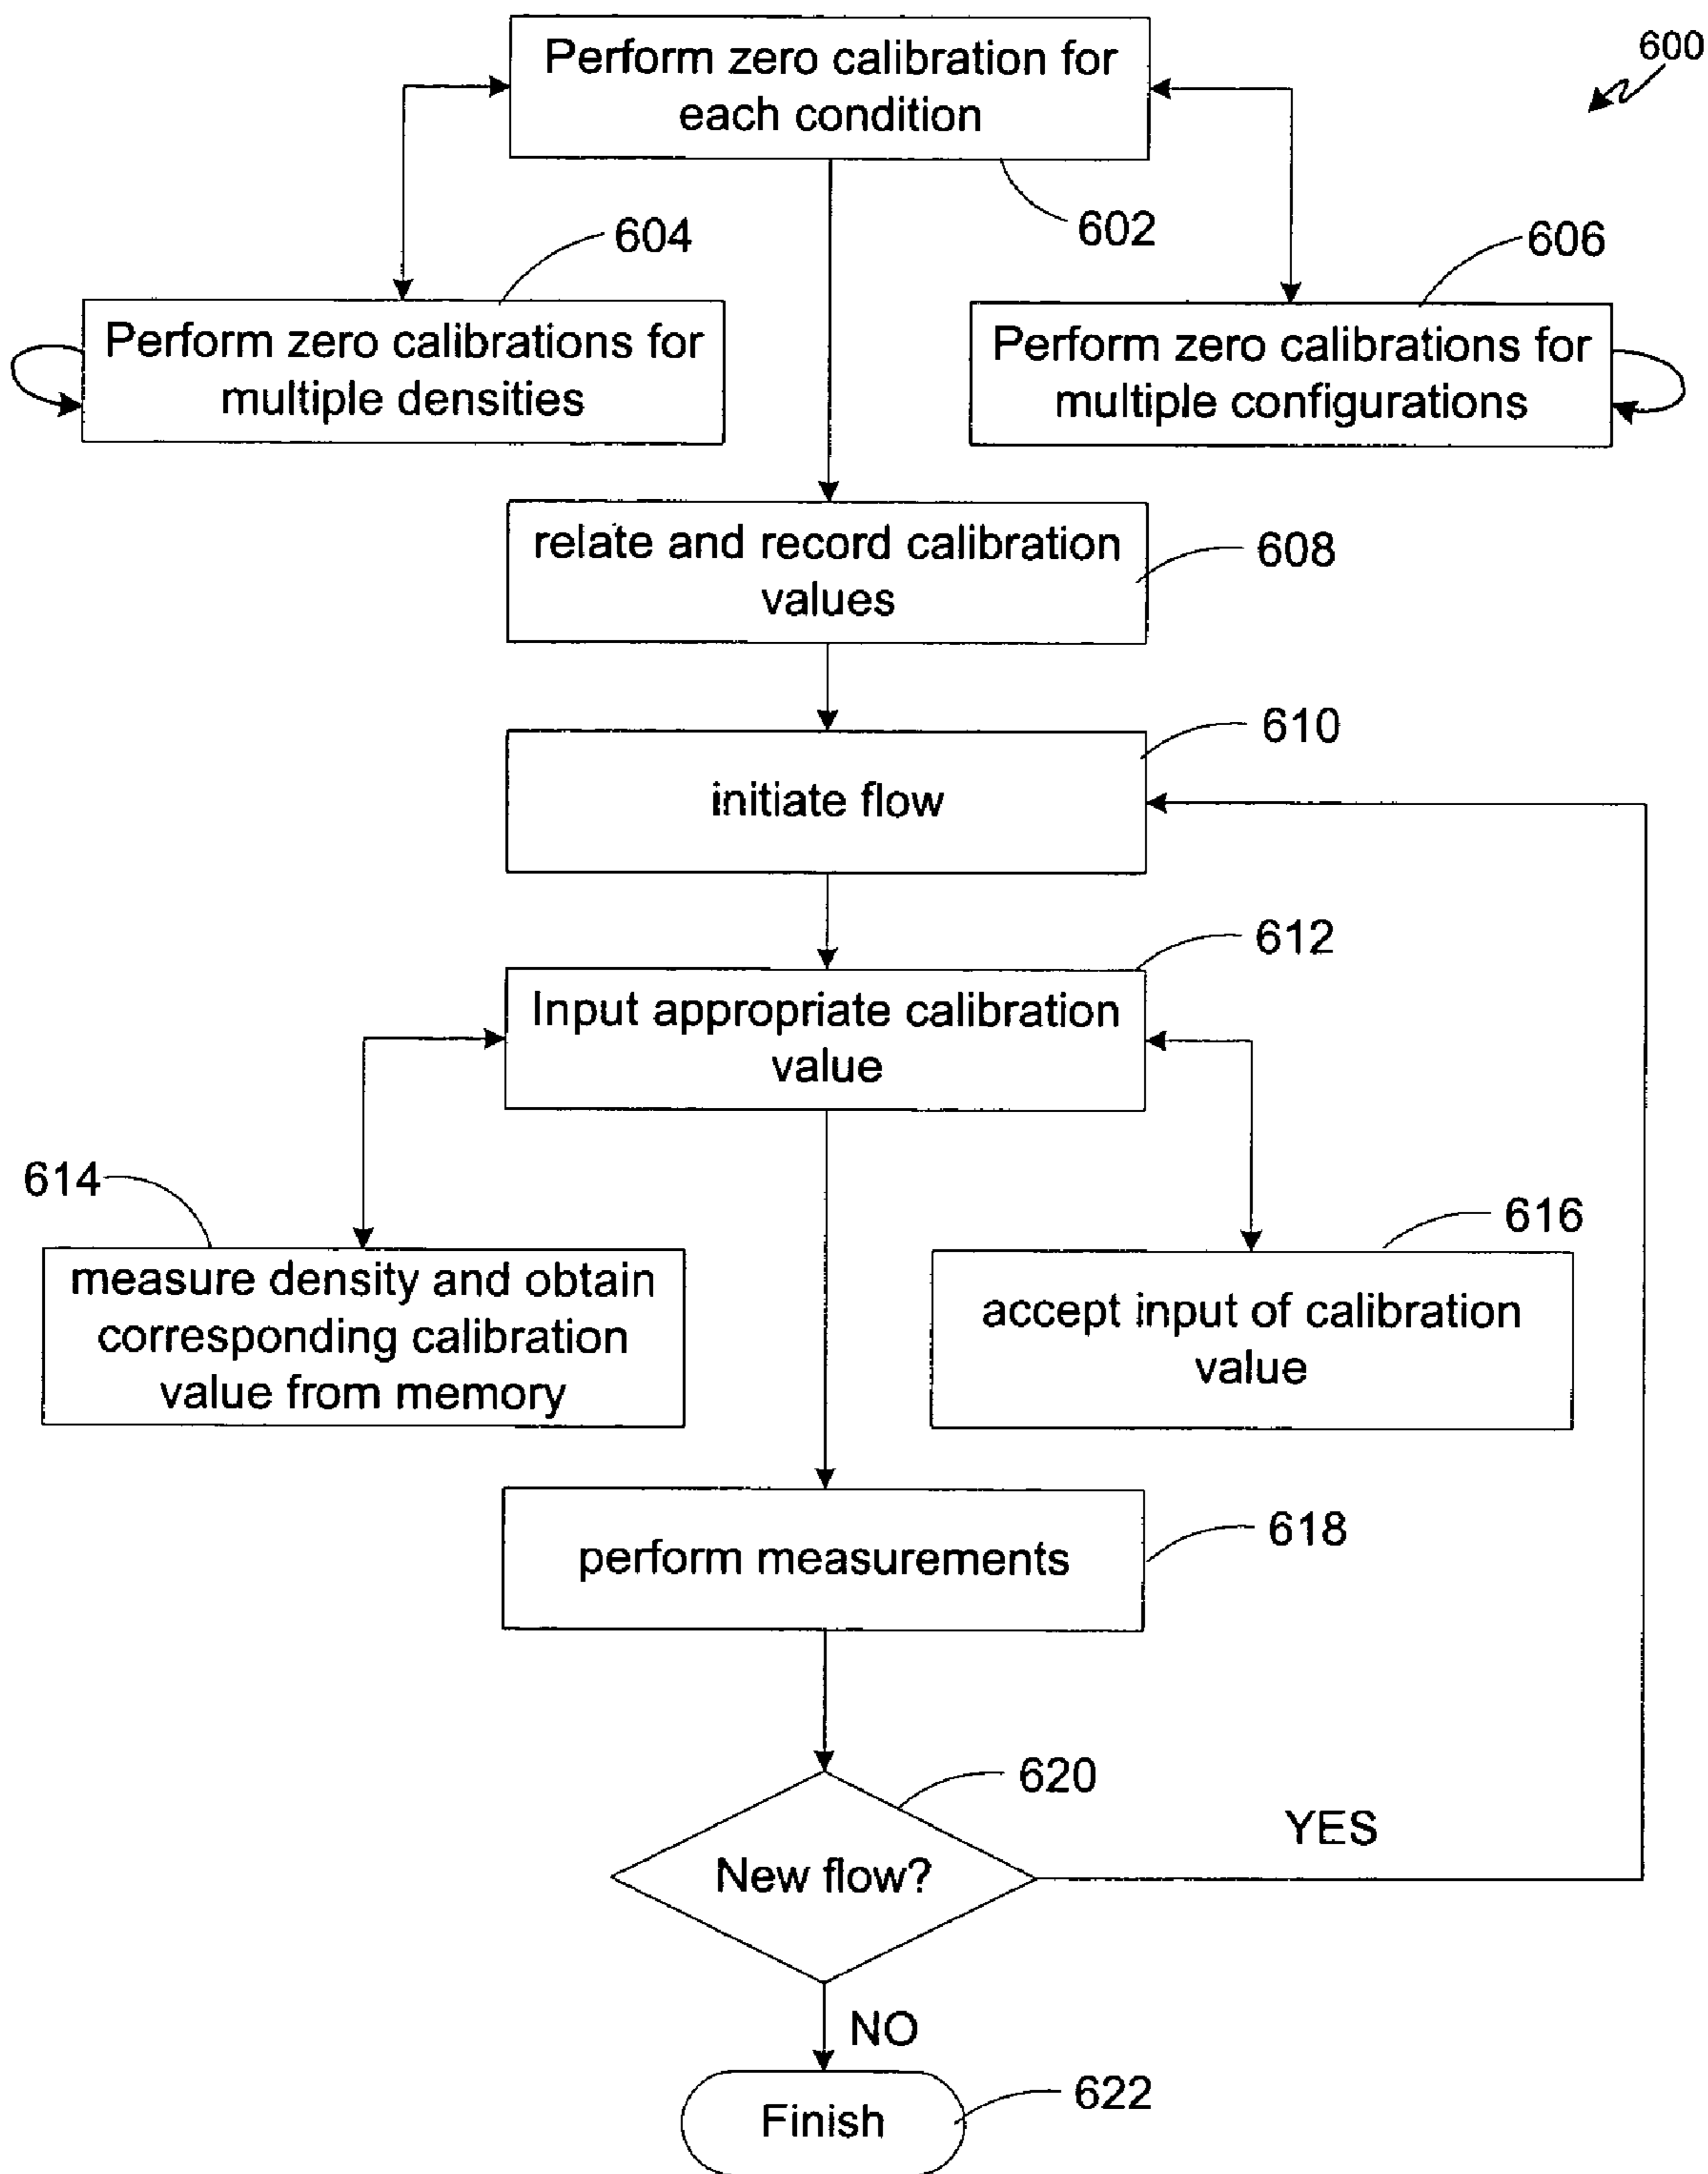 600
Perform zero calibration for
each condition
602
604
606
Perform zero calibrations for
multiple densities
Perform zero calibrations for
multiple configurations
relate and record calibration
values
608
610
initiate flow
612
Input appropriate calibration
value
614
616
measure density and obtain
corresponding calibration
value from memory
accept input of calibration
value
perform measurements
618
620
New flow?
YES
NO
Finish
622